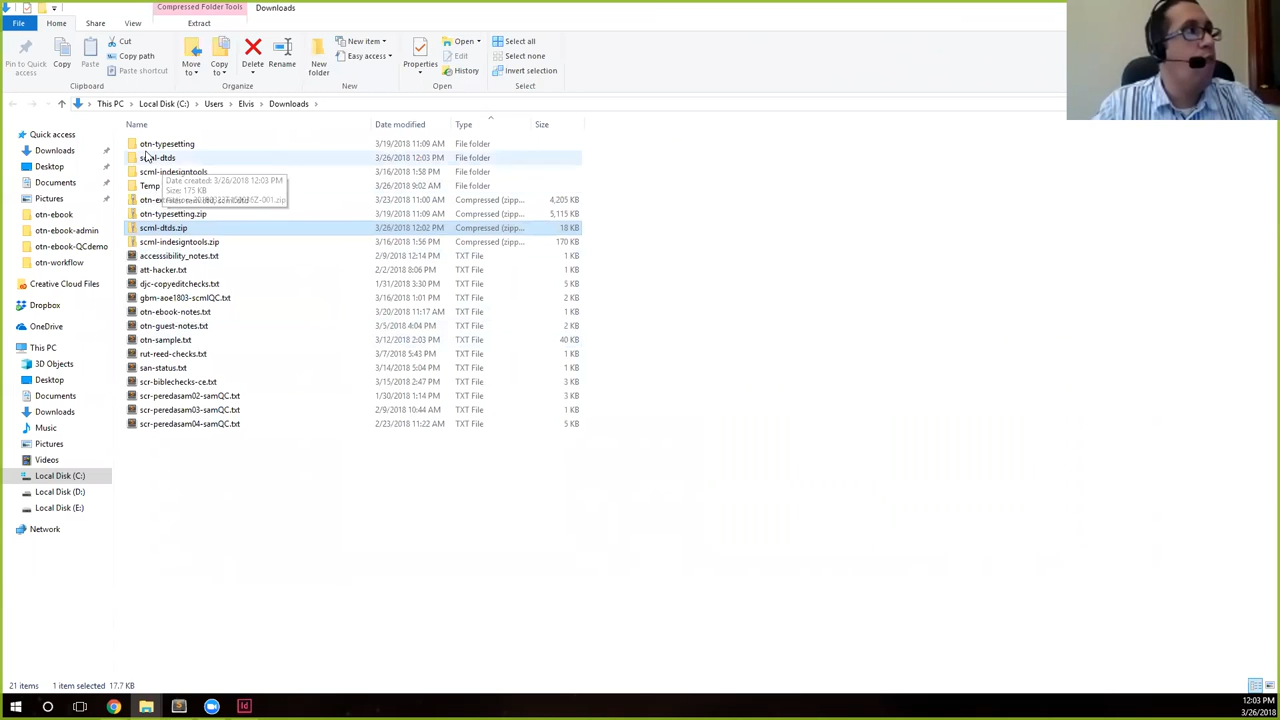 Compressed Folder Tools
Downloads
File
Home
Share
View
Extract
Pin to Quick access
Copy
Paste
Cut
Copy path
Paste shortcut
Clipboard
Move to
Copy to
Delete
Rename
Organize
New folder
New item
Easy access
New
Properties
Open
Edit
History
Open
Select all
Select none
Invert selection
Select
This PC
Local Disk (C:)
Users
Elvis
Downloads
Name
Date modified
Type
Size
otn-typesetting 3/19/2018 11:09 AM File folder
scml-dtds 3/26/2018 12:03 PM File folder
scml-indesigntools 3/16/2018 1:58 PM File folder
Temp 3/26/2018 9:02 AM File folder
3/23/2018 11:00 AM Compressed (zipp... 4,205 KB
otn-typesetting.zip 3/19/2018 11:09 AM Compressed (zipp... 5,115 KB
scml-dtds.zip 3/26/2018 12:02 PM Compressed (zipp... 18 KB
scml-indesigntools.zip 3/16/2018 1:56 PM Compressed (zipp... 170 KB
accesssibility_notes.txt 2/9/2018 12:14 PM TXT File 1 KB
att-hacker.txt 2/2/2018 8:06 PM TXT File 1 KB
djc-copyeditchecks.txt 1/31/2018 3:30 PM TXT File 5 KB
gbm-aoe1803-scmlQC.txt 3/16/2018 1:01 PM TXT File 2 KB
otn-ebook-notes.txt 3/20/2018 11:17 AM TXT File 1 KB
otn-guest-notes.txt 3/5/2018 4:04 PM TXT File 2 KB
otn-sample.txt 3/12/2018 2:03 PM TXT File 40 KB
rut-reed-checks.txt 3/7/2018 5:43 PM TXT File 1 KB
san-status.txt 3/14/2018 5:04 PM TXT File 1 KB
scr-biblechecks-ce.txt 3/15/2018 2:47 PM TXT File 3 KB
scr-peredasam02-samQC.txt 1/30/2018 1:14 PM TXT File 3 KB
scr-peredasam03-samQC.txt 2/9/2018 10:44 AM TXT File 1 KB
scr-peredasam04-samQC.txt 2/23/2018 11:22 AM TXT File 5 KB
Date created: 3/26/2018 12:03 PM
Size: 175 KB
Quick access
Downloads
Desktop
Documents
Pictures
otn-ebook
otn-ebook-admin
otn-ebook-QCdemo
otn-workflow
Creative Cloud Files
Dropbox
OneDrive
This PC
3D Objects
Desktop
Documents
Downloads
Music
Pictures
Videos
Local Disk (C:)
Local Disk (D:)
Local Disk (E:)
Network
21 items
1 item selected 17.7 KB
Id
12:03 PM
3/26/2018